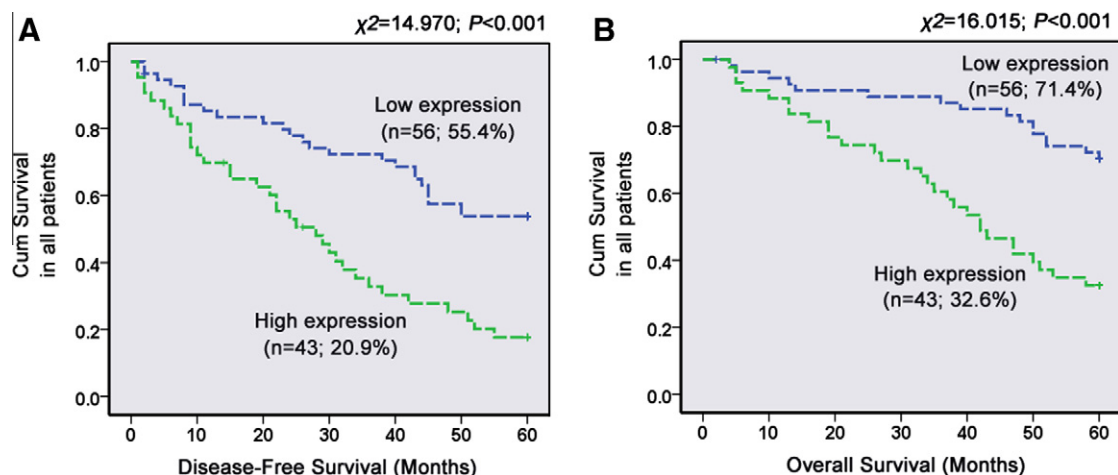 A
χ2=14.970; P<0.001
Cum Survival
in all patients
1.0
0.8
0.6
0.4
0.2
0.0
Low expression
(n=56; 55.4%)
High expression
(n=43; 20.9%)
0 10 20 30 40 50 60
Disease-Free Survival (Months)
B
χ2=16.015; P<0.001
Cum Survival
in all patients
1.0
0.8
0.6
0.4
0.2
0.0
Low expression
(n=56; 71.4%)
High expression
(n=43; 32.6%)
0 10 20 30 40 50 60
Overall Survival (Months)